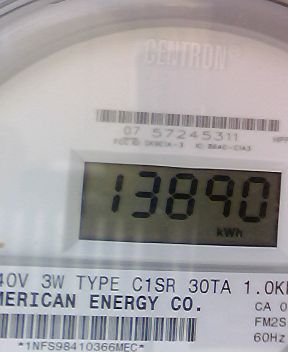 CENTRON®
07 57245311
13890
kWh
40V 3W TYPE C1SR 30TA 1.0K
MERICAN ENERGY CO.
CA 0
FM2S
60Hz
*1NFS98410366MEC*